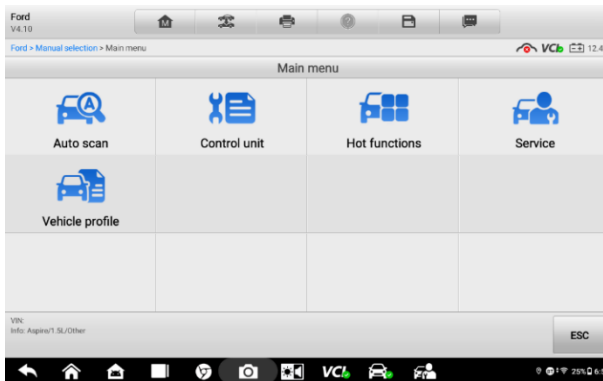 Ford
V4.10
Ford > Manual selection > Main menu
VCI 12.4
Main menu
Auto scan
Control unit
Hot functions
Service
Vehicle profile
VIN:
Info: Aspire/1.5L/Other
ESC
VCI
25%